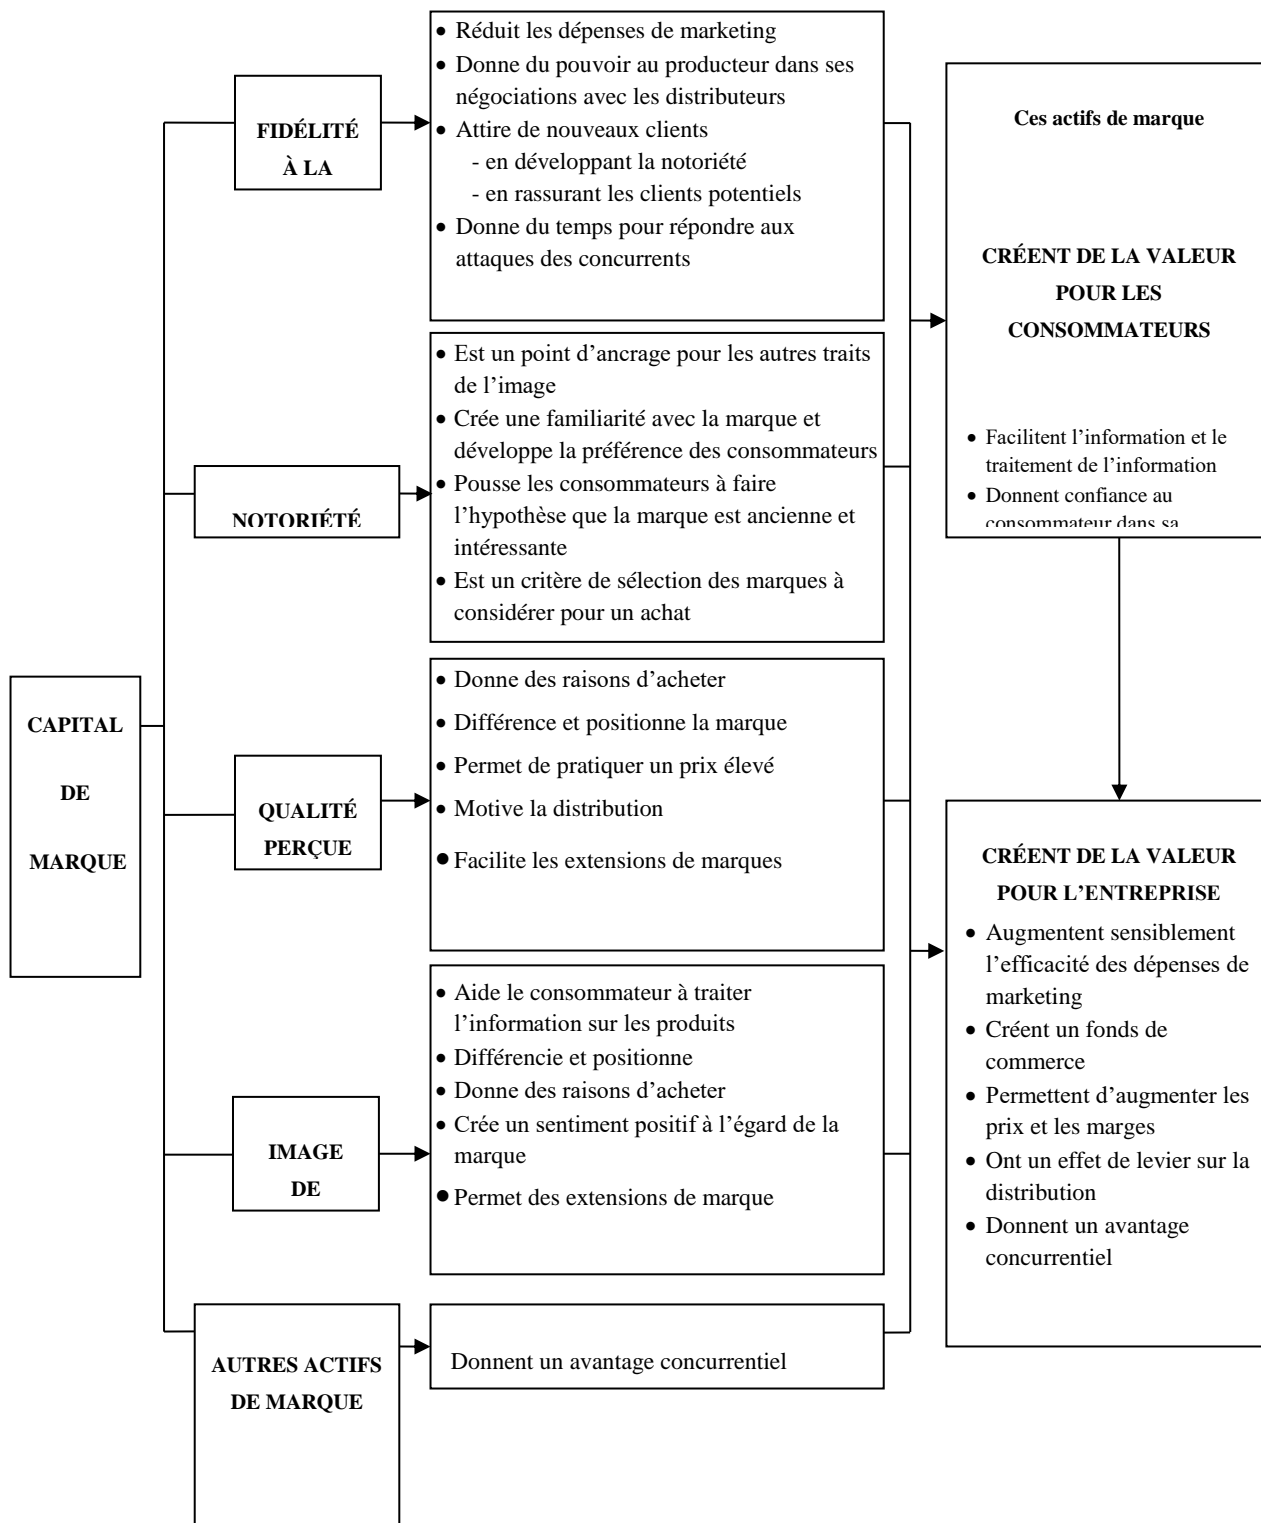 CAPITAL
DE
MARQUE
FIDÉLITÉ
À LA
• Réduit les dépenses de marketing
• Donne du pouvoir au producteur dans ses
négociations avec les distributeurs
• Attire de nouveaux clients
- en développant la notoriété
- en rassurant les clients potentiels
• Donne du temps pour répondre aux
attaques des concurrents
NOTORIÉTÉ
• Est un point d’ancrage pour les autres traits
de l’image
• Crée une familiarité avec la marque et
développe la préférence des consommateurs
• Pousse les consommateurs à faire
l’hypothèse que la marque est ancienne et
intéressante
• Est un critère de sélection des marques à
considérer pour un achat
QUALITÉ
PERÇUE
• Donne des raisons d’acheter
• Différence et positionne la marque
• Permet de pratiquer un prix élevé
• Motive la distribution
• Facilite les extensions de marques
IMAGE
DE
• Aide le consommateur à traiter
l’information sur les produits
• Différencie et positionne
• Donne des raisons d’acheter
• Crée un sentiment positif à l’égard de la
marque
• Permet des extensions de marque
AUTRES ACTIFS
DE MARQUE
Donnent un avantage concurrentiel
Ces actifs de marque
CRÉENT DE LA VALEUR
POUR LES
CONSOMMATEURS
• Facilitent l’information et le
traitement de l’information
• Donnent confiance au
consommateur dans sa
CRÉENT DE LA VALEUR
POUR L’ENTREPRISE
• Augmentent sensiblement
l’efficacité des dépenses de
marketing
• Créent un fonds de
commerce
• Permettent d’augmenter les
prix et les marges
• Ont un effet de levier sur la
distribution
• Donnent un avantage
concurrentiel